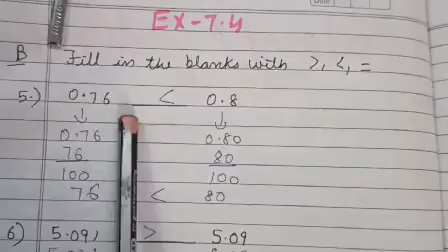 Date
Ex-7.4
B Fill in the blanks with >, <, =
5.) 0.76 < 0.8
↓ ↓
0.76 0.80
76 80
100 100
76 < 80
6) 5.091 > 5.09